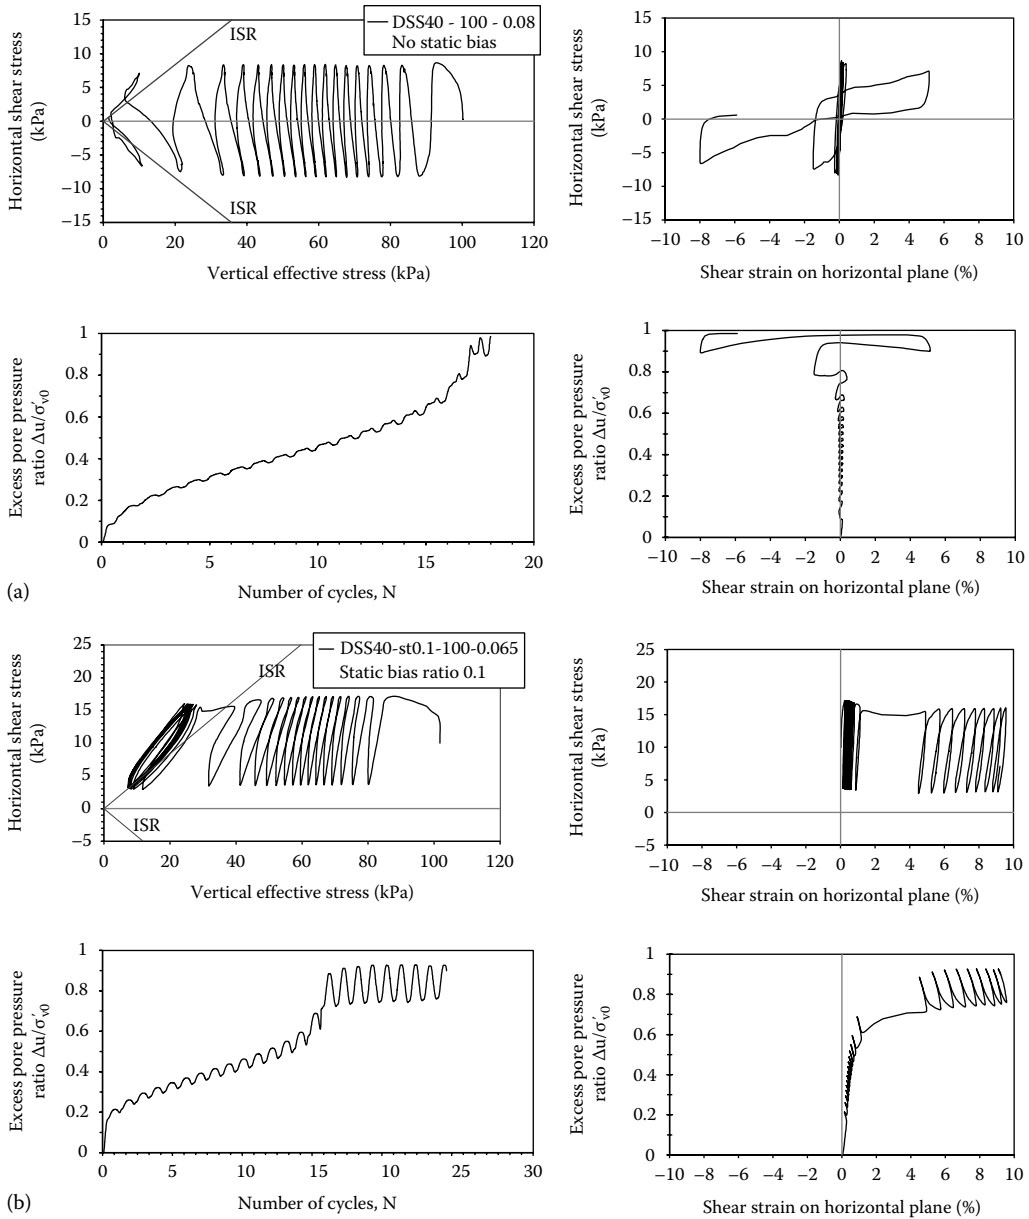 15
10
5
0
−5
−10
−15
Horizontal shear stress
(kPa)
ISR
ISR
DSS40 - 100 - 0.08
No static bias
0 20 40 60 80 100 120
Vertical effective stress (kPa)
15
10
5
0
−5
−10
−15
Horizontal shear stress
(kPa)
−10 −8 −6 −4 −2 0 2 4 6 8 10
Shear strain on horizontal plane (%)
1
0.8
0.6
0.4
0.2
0
Excess pore pressure
ratio Δu/σ′v0
0 5 10 15 20
Number of cycles, N
1
0.8
0.6
0.4
0.2
0
Excess pore pressure
ratio Δu/σ′v0
−10 −8 −6 −4 −2 0 2 4 6 8 10
Shear strain on horizontal plane (%)
(a)
25
20
15
10
5
0
−5
Horizontal shear stress
(kPa)
ISR
ISR
DSS40-st0.1-100-0.065
Static bias ratio 0.1
0 20 40 60 80 100 120
Vertical effective stress (kPa)
25
20
15
10
5
0
−5
Horizontal shear stress
(kPa)
−10 −8 −6 −4 −2 0 2 4 6 8 10
Shear strain on horizontal plane (%)
1
0.8
0.6
0.4
0.2
0
Excess pore pressure
ratio Δu/σ′v0
0 5 10 15 20 25 30
Number of cycles, N
1
0.8
0.6
0.4
0.2
0
Excess pore pressure
ratio Δu/σ′v0
−10 −8 −6 −4 −2 0 2 4 6 8 10
Shear strain on horizontal plane (%)
(b)